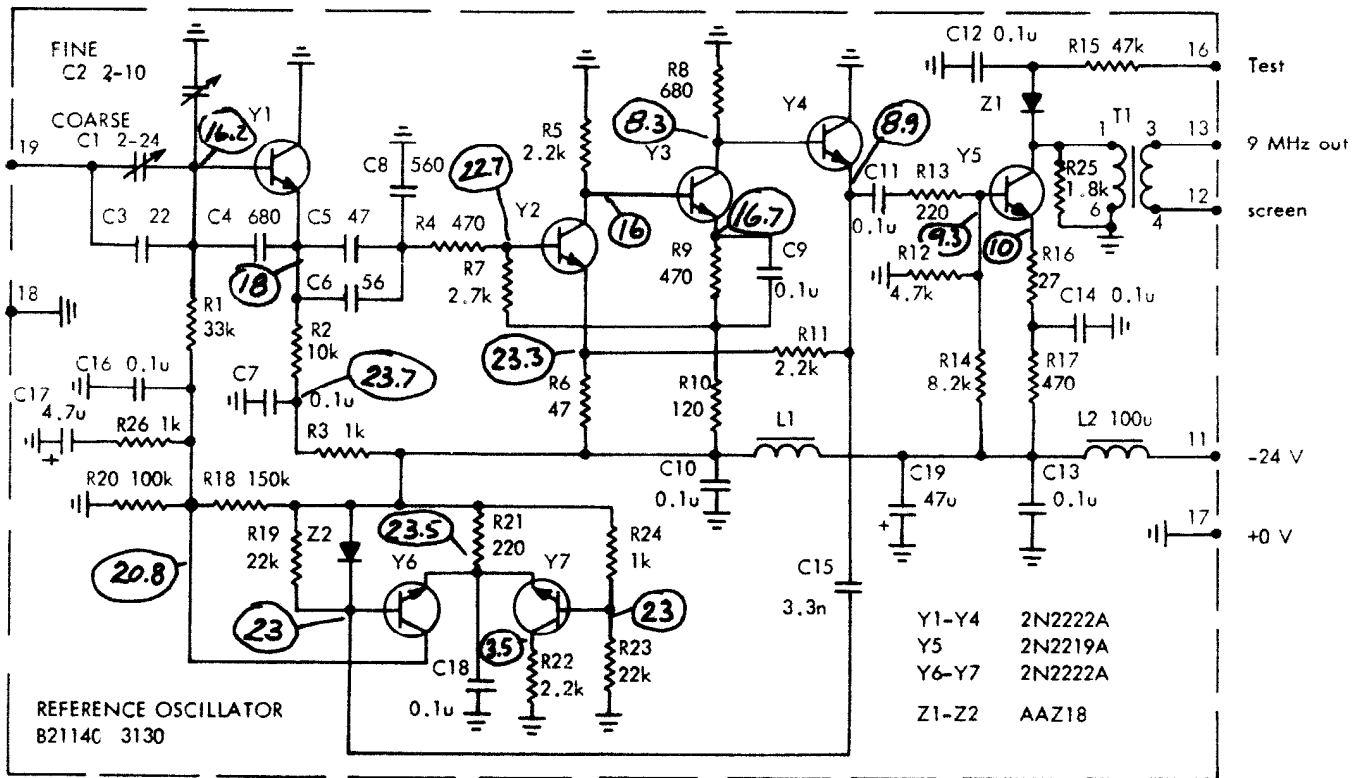 FINE
C2 2-10
COARSE
C1 2-24
19
16.2
Y1
C3 22
C4 680
C5 47
C8 560
R4 470
22.7
Y2
R7
2.7k
18
C6 56
18
R1
33k
R2
10k
C16 0.1u
C7
0.1u
23.7
C17
4.7u
+
R26 1k
R3 1k
R20 100k
R18 150k
R5
2.2k
16
23.3
R6
47
R8
680
8.3
Y3
16.7
R9
470
C9
0.1u
R11
2.2k
R10
120
Y4
8.9
C11
0.1u
R13
220
9.3
R12
4.7k
Y5
10
R16
27
C14 0.1u
R14
8.2k
R17
470
C12 0.1u
R15 47k
16
Test
Z1
T1
1
3
13
9 MHz out
R25
1.8k
6
4
12
screen
L1
L2 100u
11
-24 V
C10
0.1u
C19
47u
+
C13
0.1u
17
+0 V
R19
22k
Z2
23.5
R21
220
Y6
Y7
R24
1k
20.8
23
3.5
23
C18
0.1u
R22
2.2k
R23
22k
C15
3.3n
Y1-Y4 2N2222A
Y5 2N2219A
Y6-Y7 2N2222A
Z1-Z2 AAZ18
REFERENCE OSCILLATOR
B21140 3130